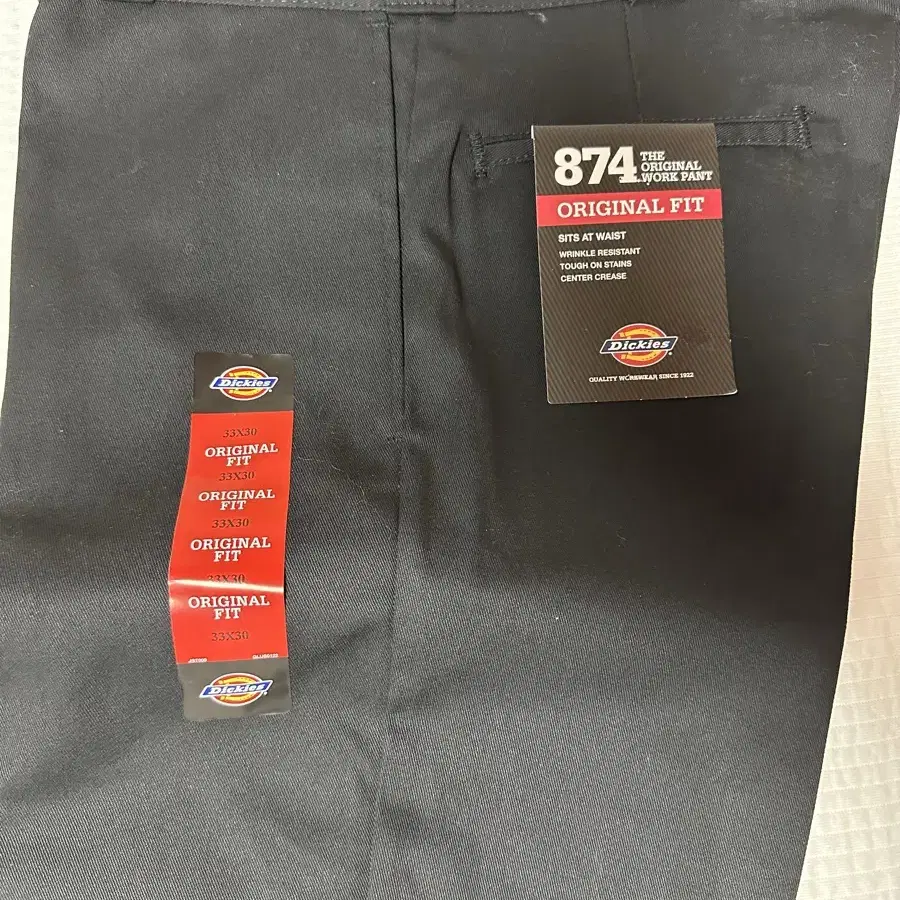 874 THE
ORIGINAL
WORK PANT
ORIGINAL FIT
SITS AT WAIST
WRINKLE RESISTANT
TOUGH ON STAINS
CENTER CREASE
Dickies
QUALITY WORKWEAR SINCE 1922
Dickies
33X30
ORIGINAL
FIT
33X30
ORIGINAL
FIT
33X30
ORIGINAL
FIT
33X30
ORIGINAL
FIT
33X30
Dickies